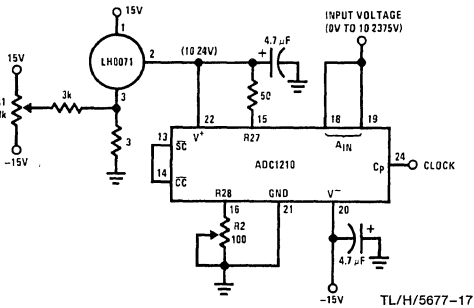 15V
1
LH0071
2
(10 24V)
4.7 μF
+
INPUT VOLTAGE
(0V TO 10 2375V)
15V
3k
3
3
50
22
15
18
19
V+
R27
AIN
13
SC
14
CC
ADC1210
CP
24
CLOCK
-15V
R28
GND
V-
16
21
20
R2
100
4.7 μF
+
-15V
TL/H/5677-17